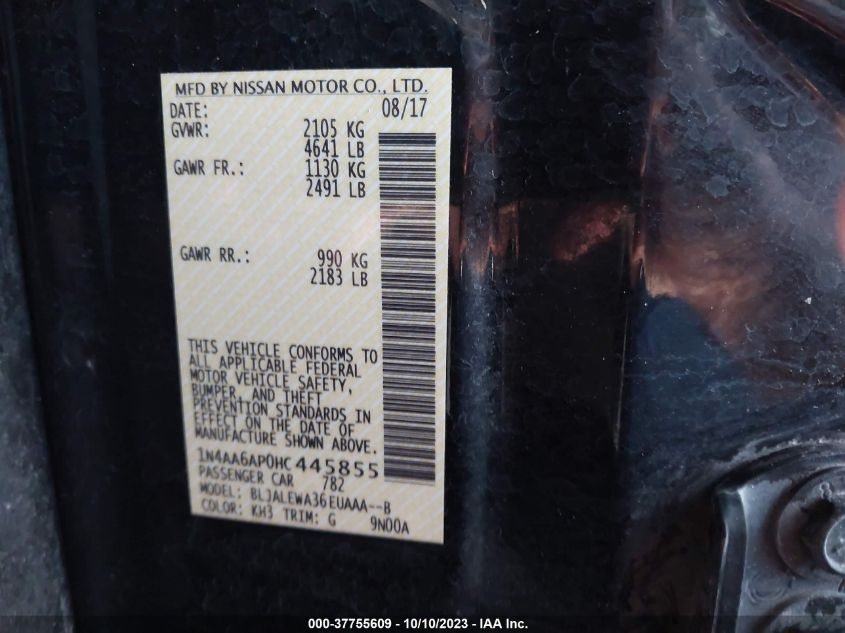 MFD BY NISSAN MOTOR CO., LTD.
DATE: 08/17
GVWR: 2105 KG
4641 LB
GAWR FR.: 1130 KG
2491 LB
GAWR RR.: 990 KG
2183 LB
THIS VEHICLE CONFORMS TO
ALL APPLICABLE FEDERAL
MOTOR VEHICLE SAFETY,
BUMPER, AND THEFT
PREVENTION STANDARDS IN
EFFECT ON THE DATE OF
MANUFACTURE SHOWN ABOVE.
1N4AA6AP0HC445855
PASSENGER CAR 782
MODEL: BLJALEWA36EUAAA--B
COLOR: KH3 TRIM: G 9N00A
000-37755609 - 10/10/2023 - IAA Inc.